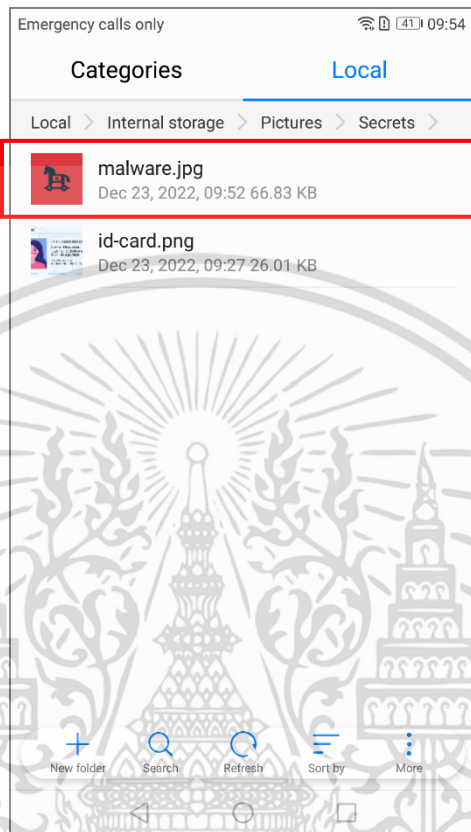 Emergency calls only 41 09:54
Categories Local
Local > Internal storage > Pictures > Secrets >
malware.jpg
Dec 23, 2022, 09:52 66.83 KB
id-card.png
Dec 23, 2022, 09:27 26.01 KB
New folder Search Refresh Sort by More